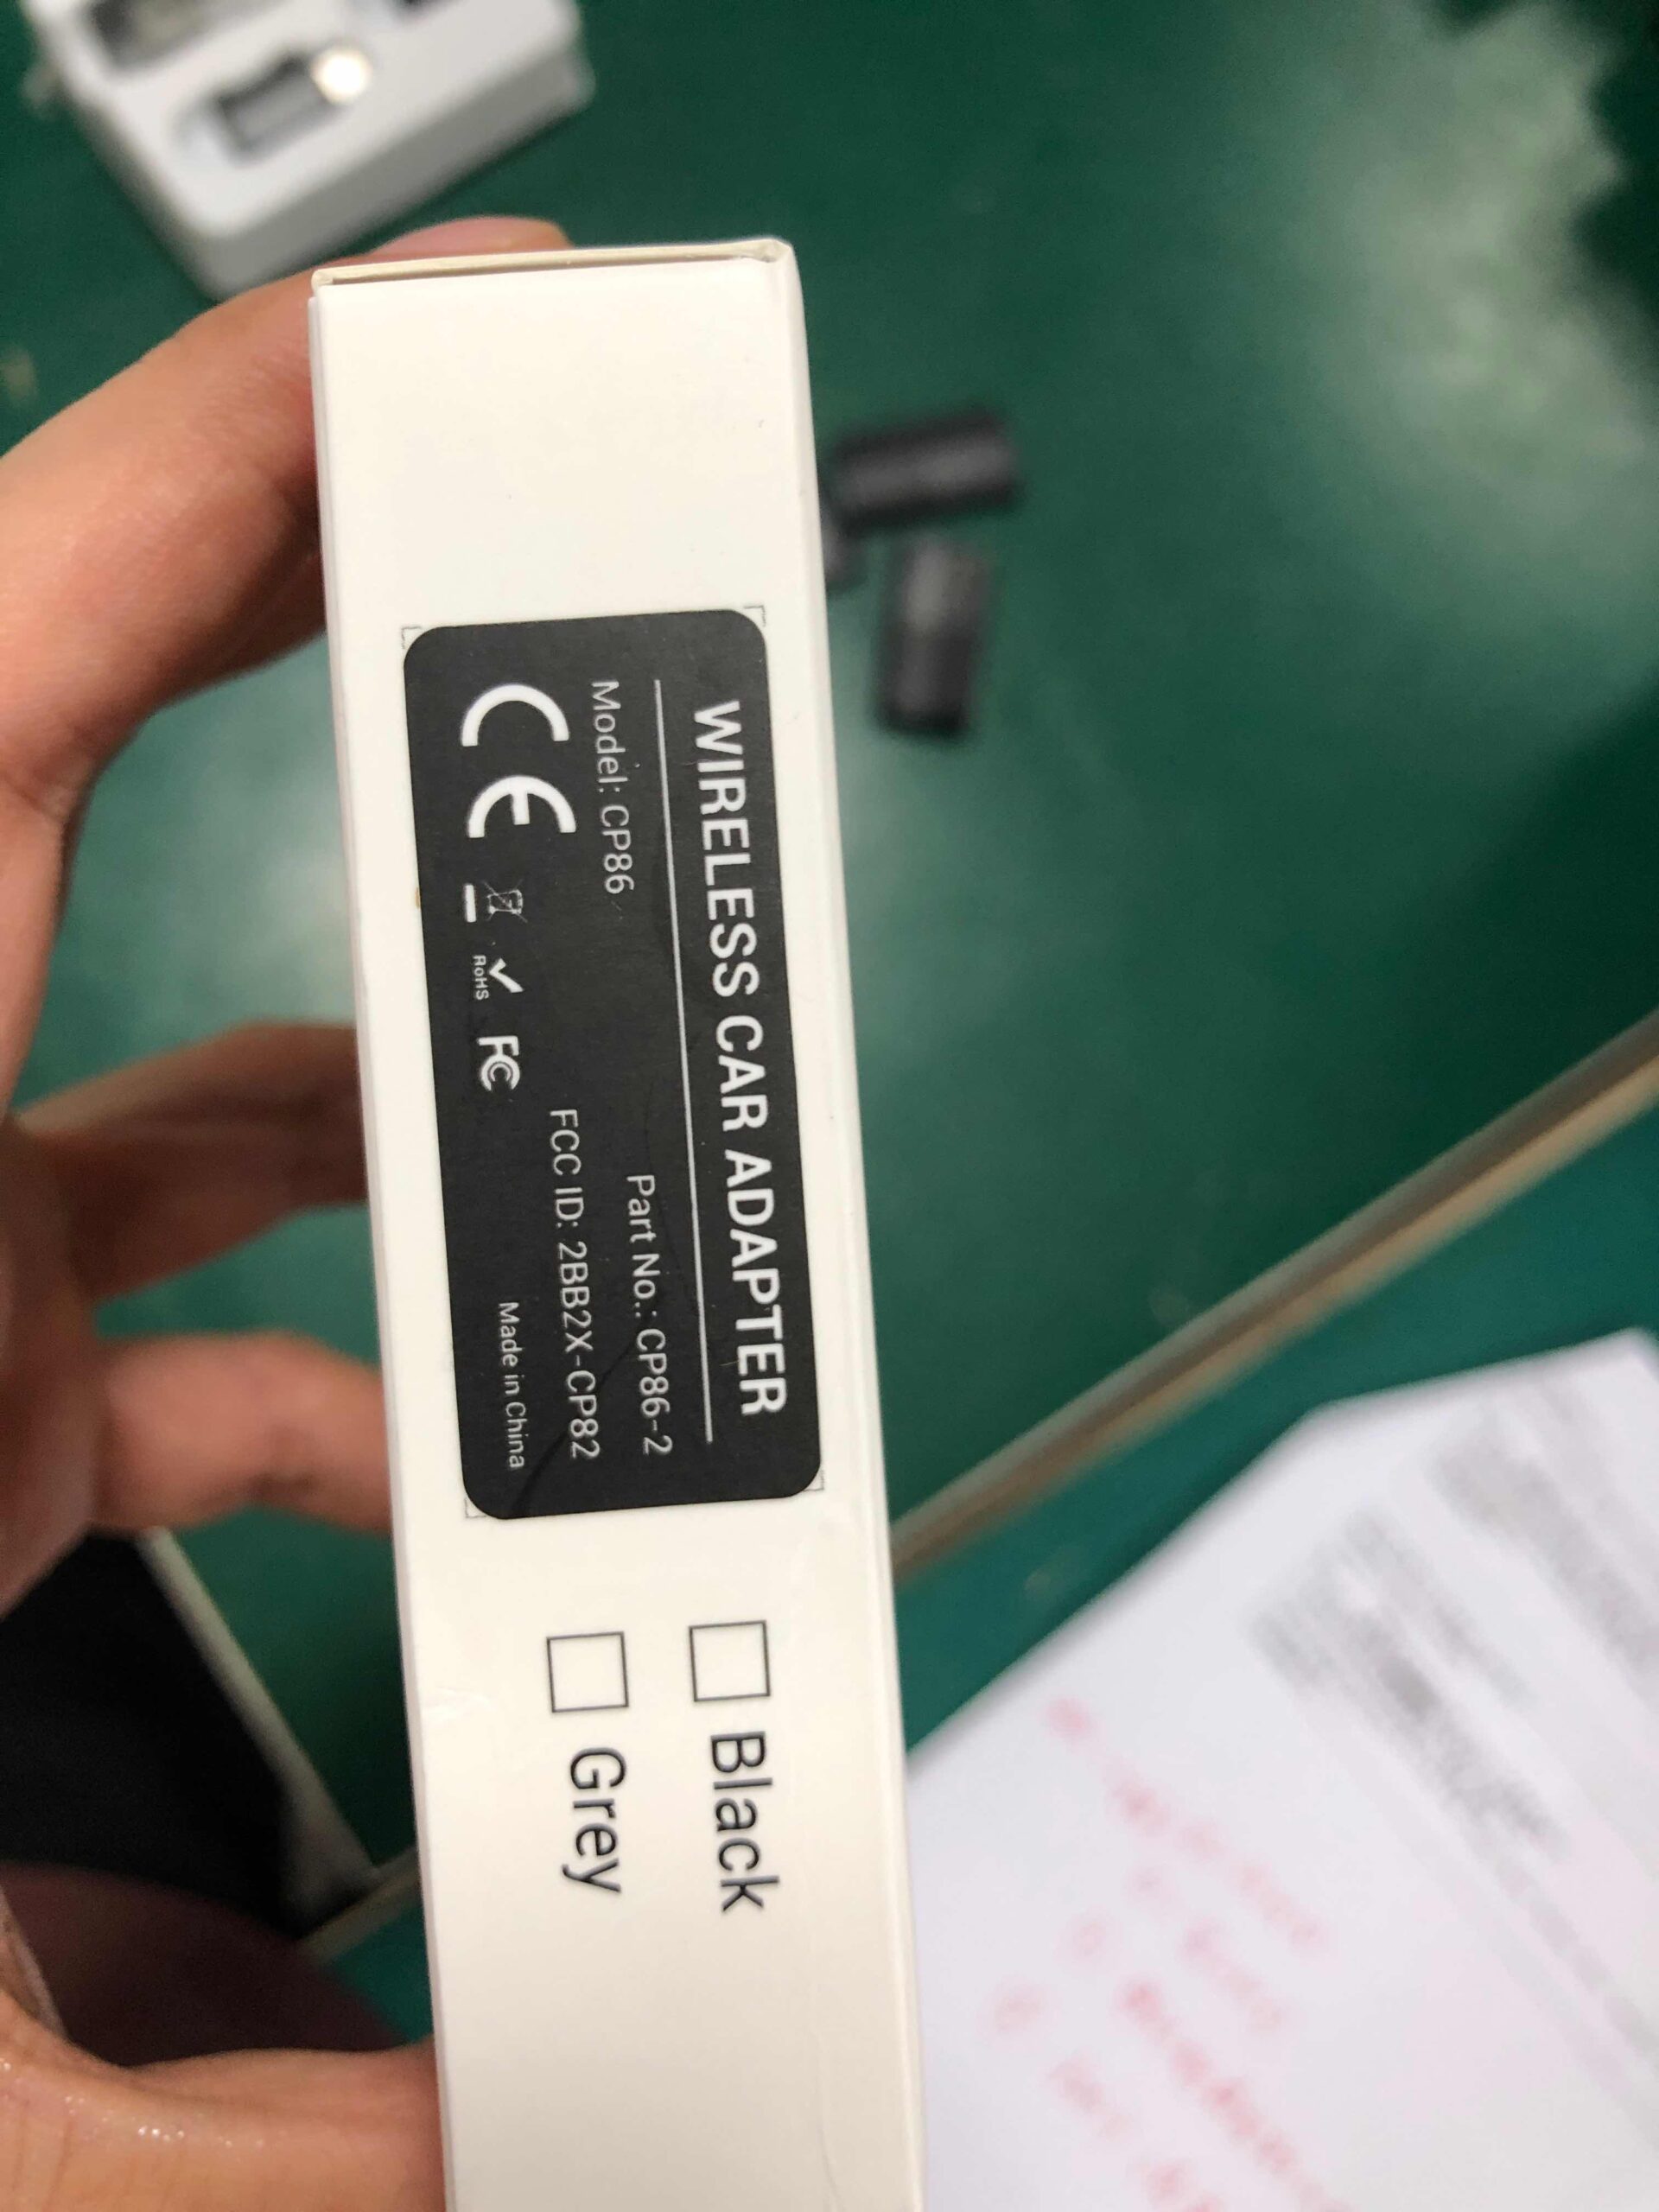 WIRELESS CAR ADAPTER
Model: CP86
Part No.: CP86-2
FCC ID: 2BB2X-CP82
CE
RoHS
FC
Made in China
Black
Grey